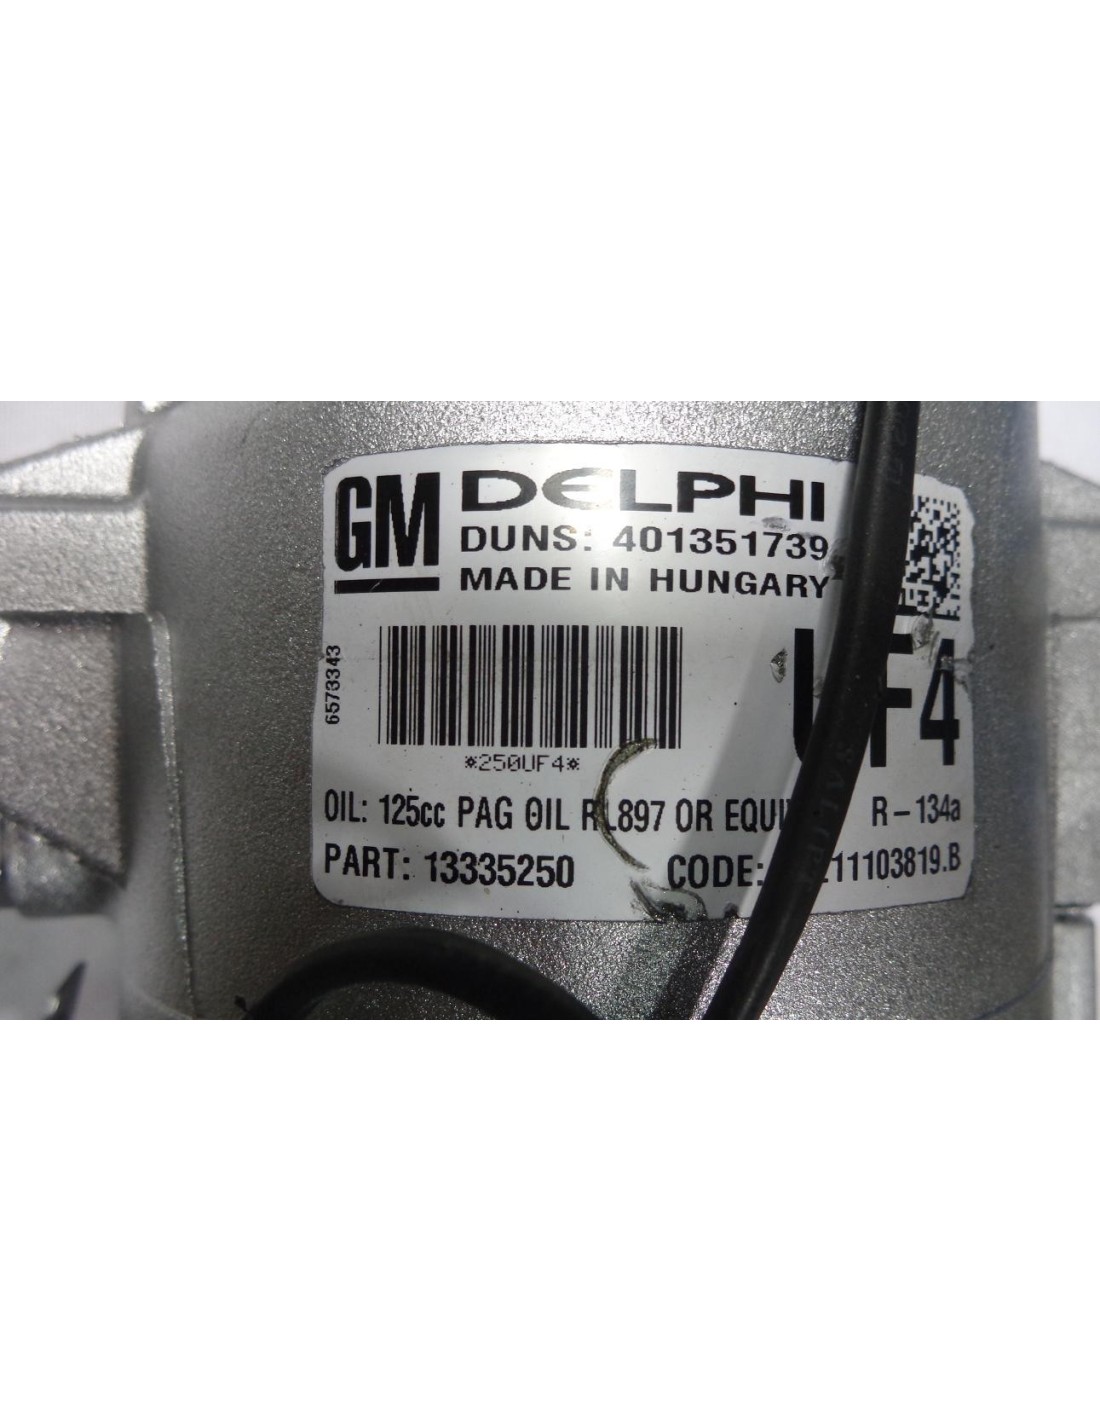 GM DELPHI
DUNS: 401351739
MADE IN HUNGARY
6573343
*250UF4*
UF4
OIL: 125cc PAG OIL RL897 OR R-134a
PART: 13335250 CODE: